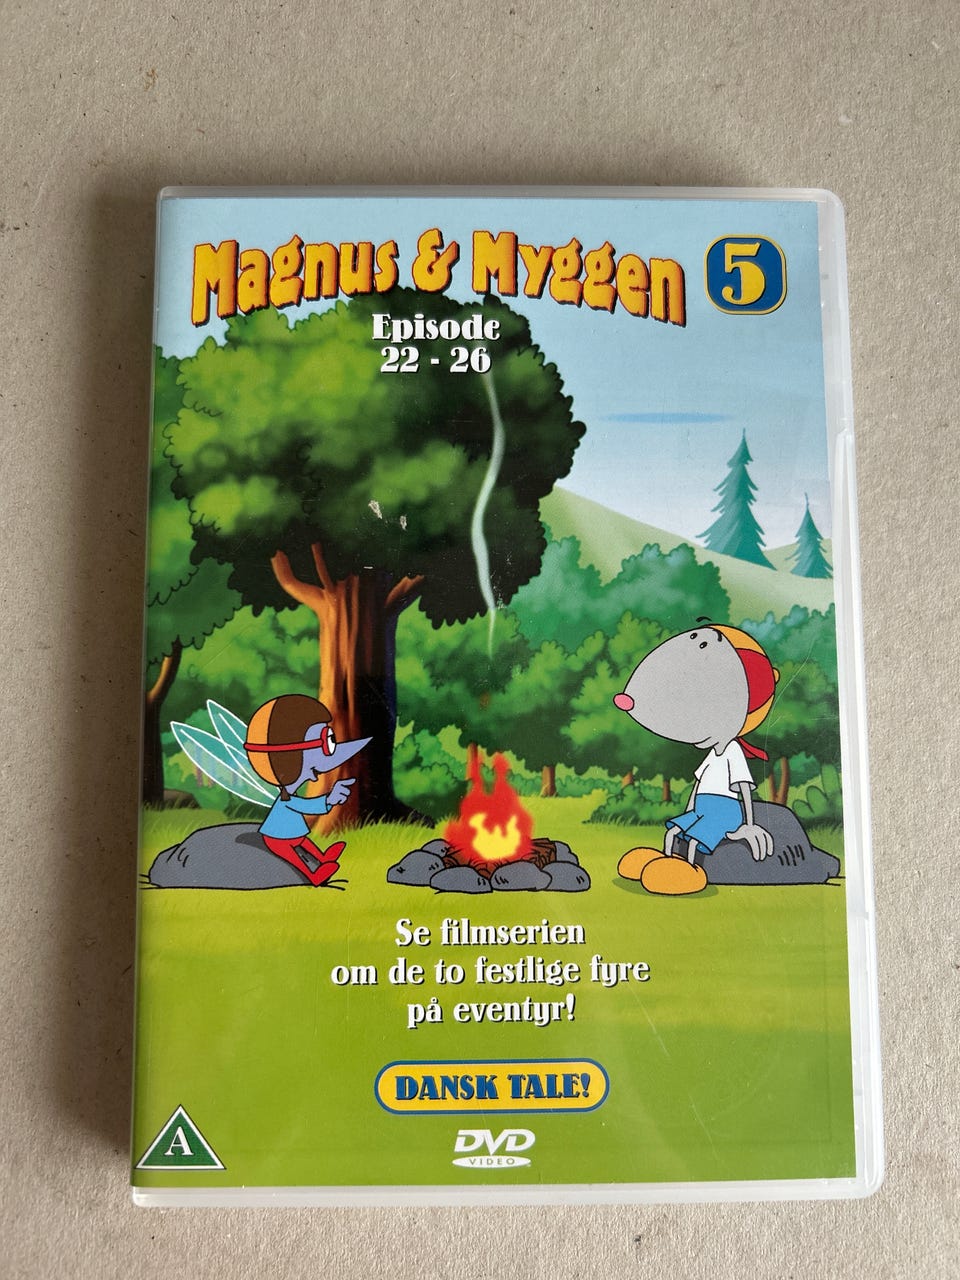 Magnus & Myggen
5
Episode
22 - 26
Se filmserien
om de to festlige fyre
på eventyr!
DANSK TALE!
A
DVD
VIDEO